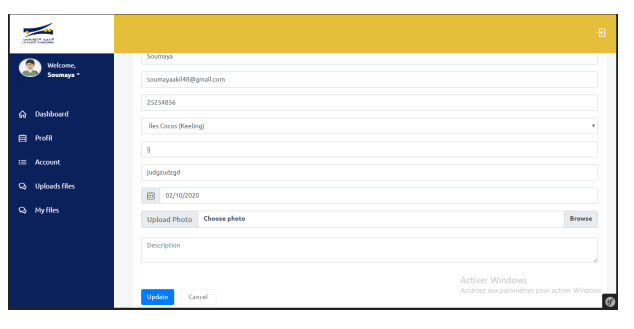 Welcome,
Soumaya
Dashboard
Profil
Account
Uploads files
My files
Soumaya
soumayaakil48@gmail.com
25254856
Îles Cocos (Keeling)
lj
judgzudzgd
02/10/2020
Upload Photo Choose photo Browse
Description
Update Cancel
Activer Windows
Accédez aux paramètres pour activer Windows.